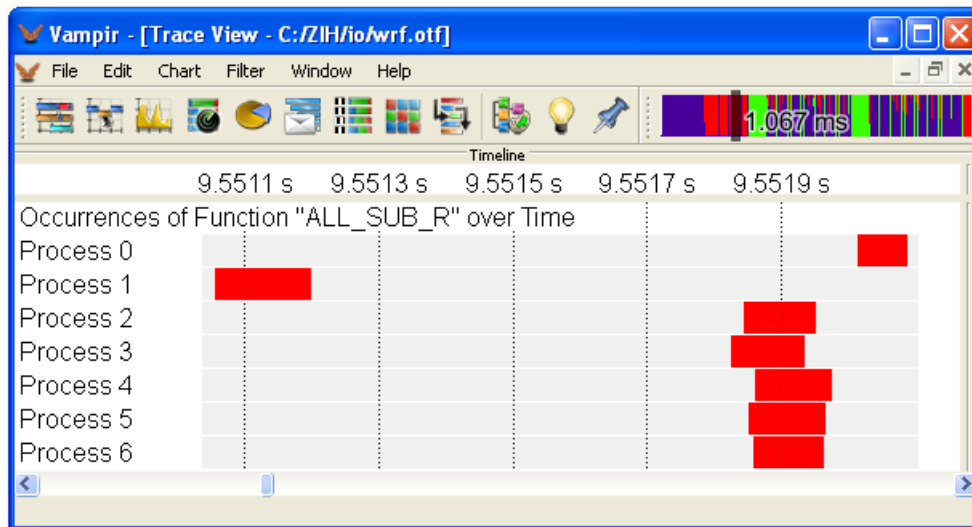 Vampir - [Trace View - C:/ZIH/io/wrf.otf]
File Edit Chart Filter Window Help
1.067 ms
Timeline
9.5511 s 9.5513 s 9.5515 s 9.5517 s 9.5519 s
Occurrences of Function "ALL_SUB_R" over Time
Process 0
Process 1
Process 2
Process 3
Process 4
Process 5
Process 6